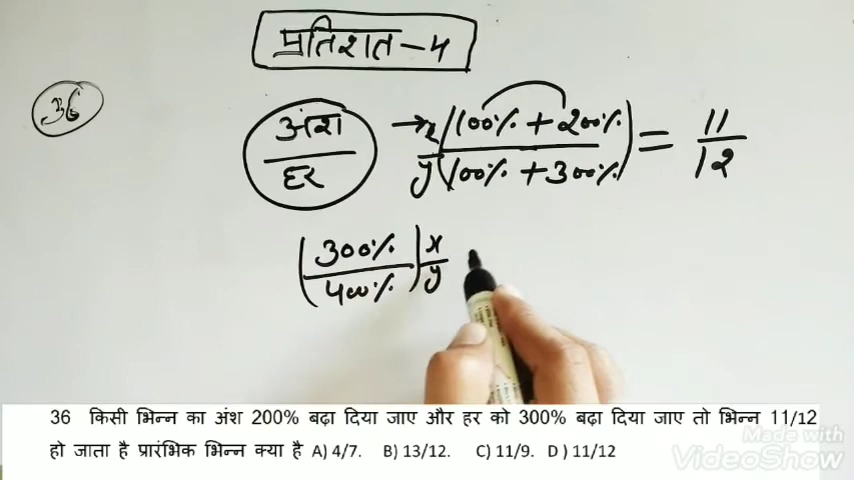 प्रतिशत-4
36
अंश → x (100% + 200%) = 11
हर y (100% + 300%) 12
(300%) x
(400%) y
36 किसी भिन्न का अंश 200% बढ़ा दिया जाए और हर को 300% बढ़ा दिया जाए तो भिन्न 11/12
हो जाता है प्रारंभिक भिन्न क्या है A) 4/7. B) 13/12. C) 11/9. D ) 11/12
Made with
VideoShow